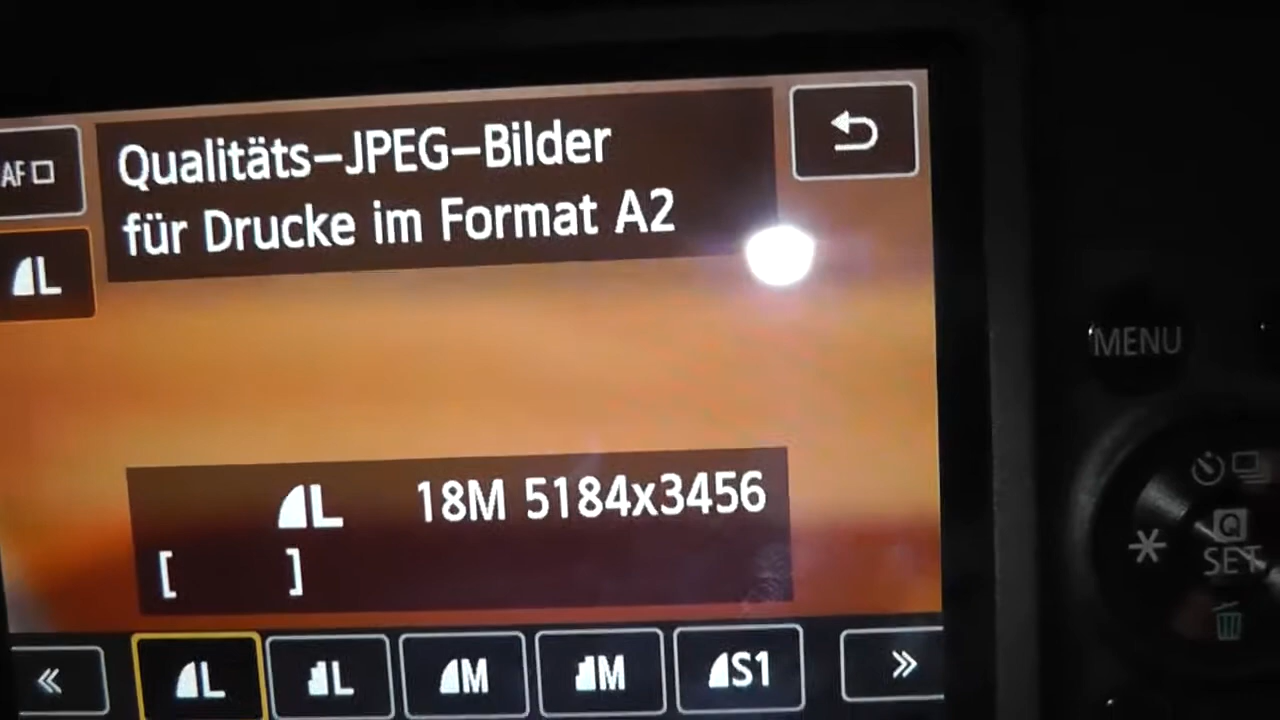 Qualitäts-JPEG-Bilder
für Drucke im Format A2
AF
L
L 18M 5184x3456
[ ]
L L M M S1
MENU
Q
SET